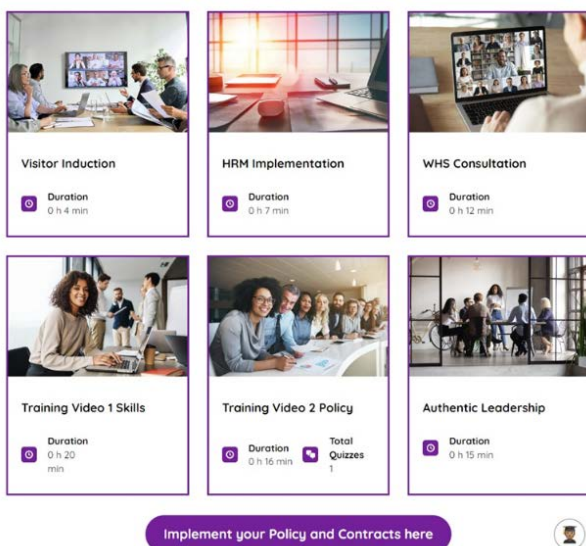 Visitor Induction
HRM Implementation
WHS Consultation
Duration
0 h 4 min
Duration
0 h 7 min
Duration
0 h 12 min
Training Video 1 Skills
Training Video 2 Policy
Authentic Leadership
Duration
0 h 20
min
Duration
0 h 16 min
Total
Quizzes
1
Duration
0 h 15 min
Implement your Policy and Contracts here